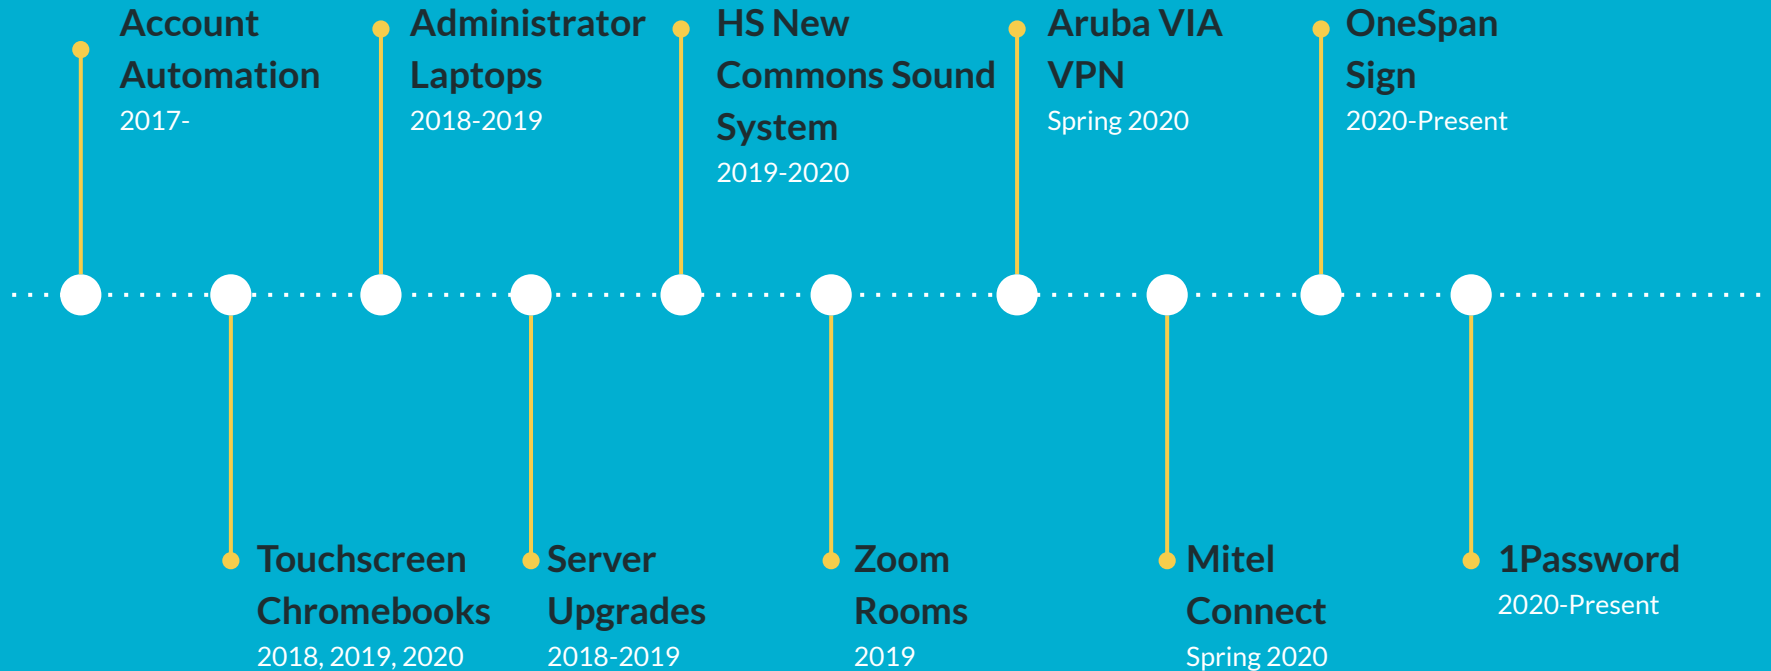 Account
Automation
2017-
Administrator
Laptops
2018-2019
HS New
Commons Sound
System
2019-2020
Aruba VIA
VPN
Spring 2020
OneSpan
Sign
2020-Present
Touchscreen
Chromebooks
2018, 2019, 2020
Server
Upgrades
2018-2019
Zoom
Rooms
2019
Mitel
Connect
Spring 2020
1Password
2020-Present